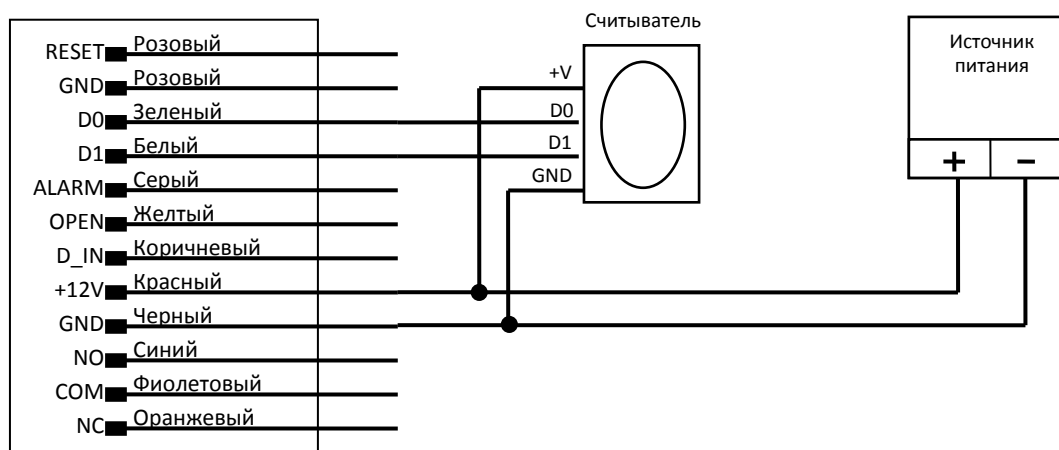 RESET Розовый
GND Розовый
D0 Зеленый
D1 Белый
ALARM Серый
OPEN Желтый
D_IN Коричневый
+12V Красный
GND Черный
NO Синий
COM Фиолетовый
NC Оранжевый
Считыватель
+V
D0
D1
GND
Источник
питания
+ −